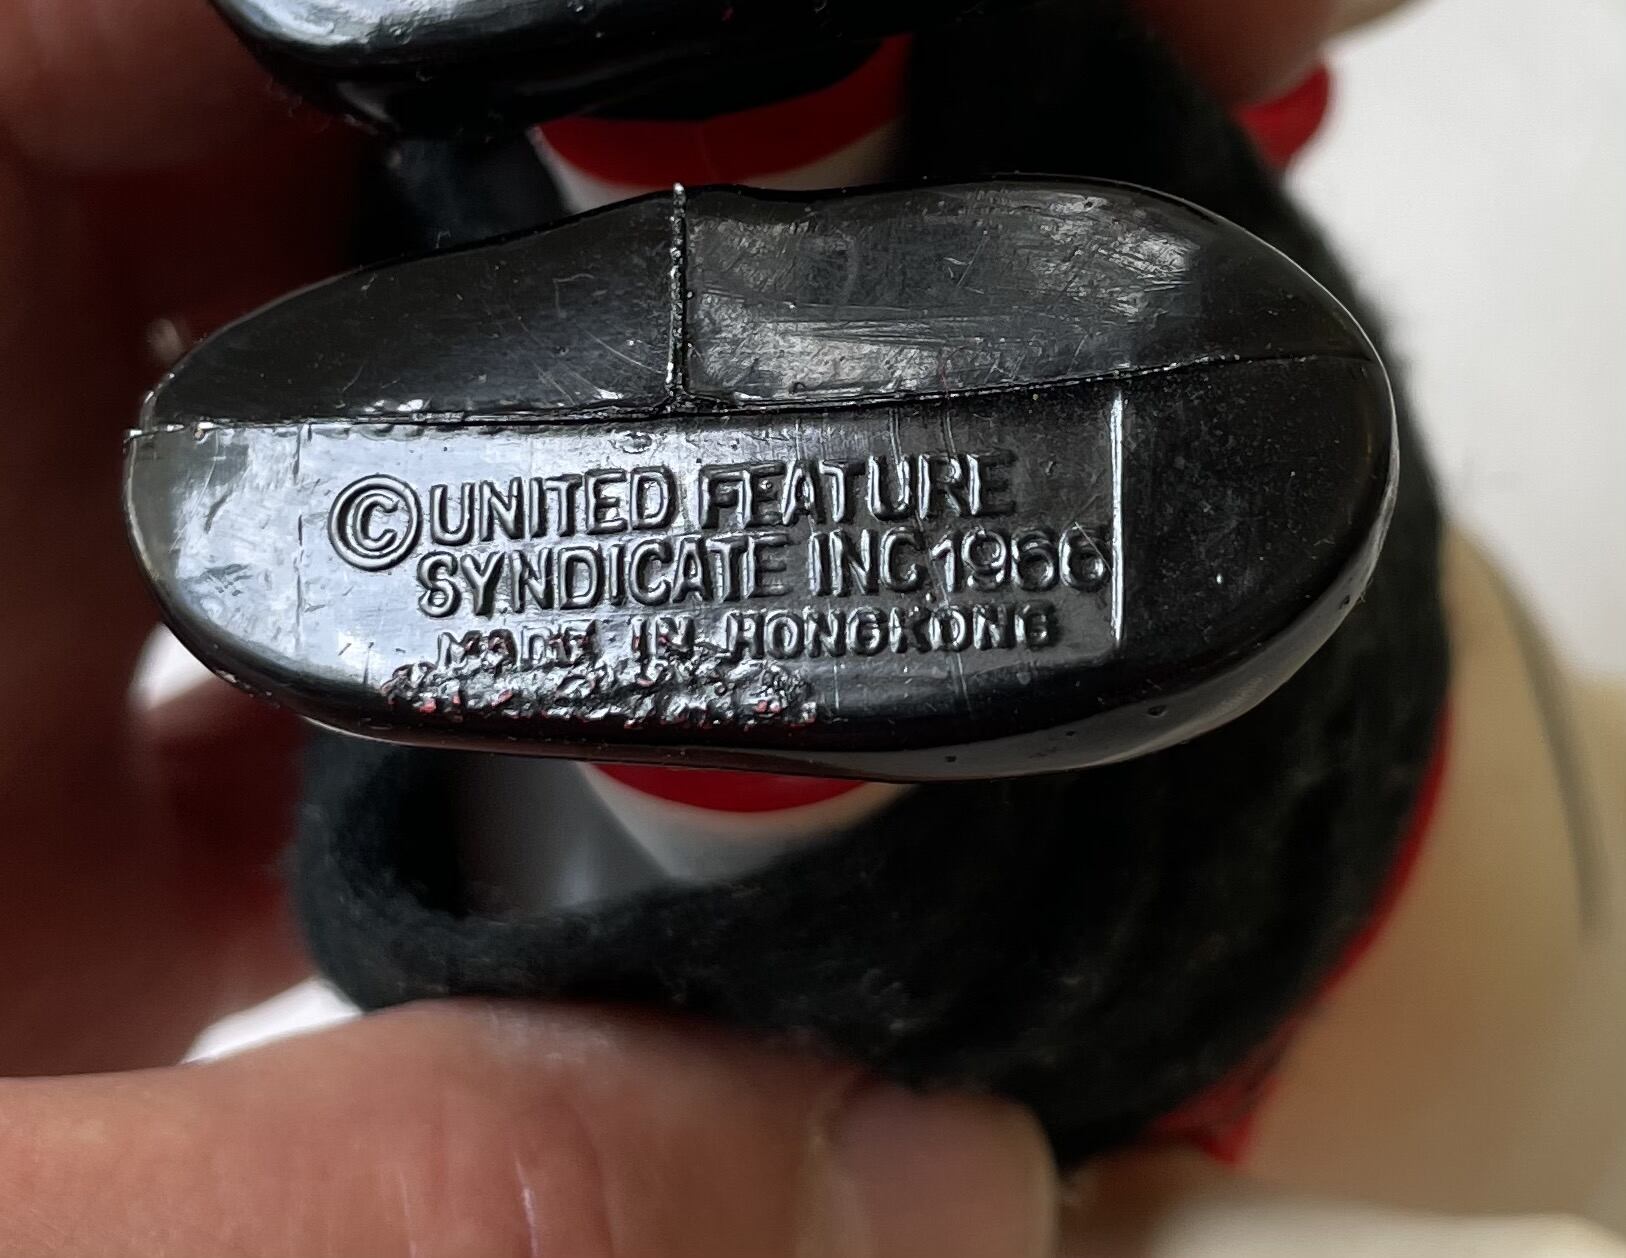 ©UNITED FEATURE
SYNDICATE INC 1966
MADE IN HONGKONG